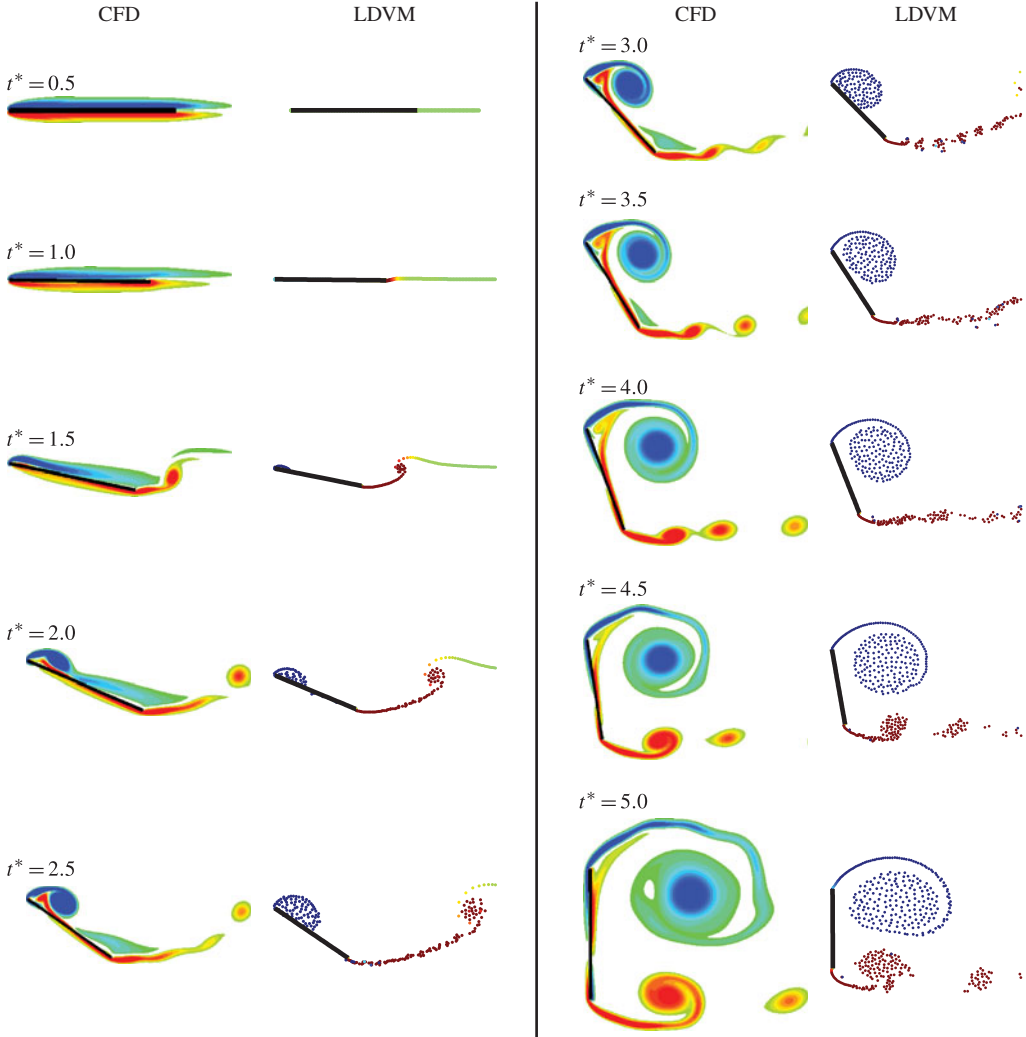 CFD
LDVM
t* = 0.5
t* = 1.0
t* = 1.5
t* = 2.0
t* = 2.5
CFD
LDVM
t* = 3.0
t* = 3.5
t* = 4.0
t* = 4.5
t* = 5.0